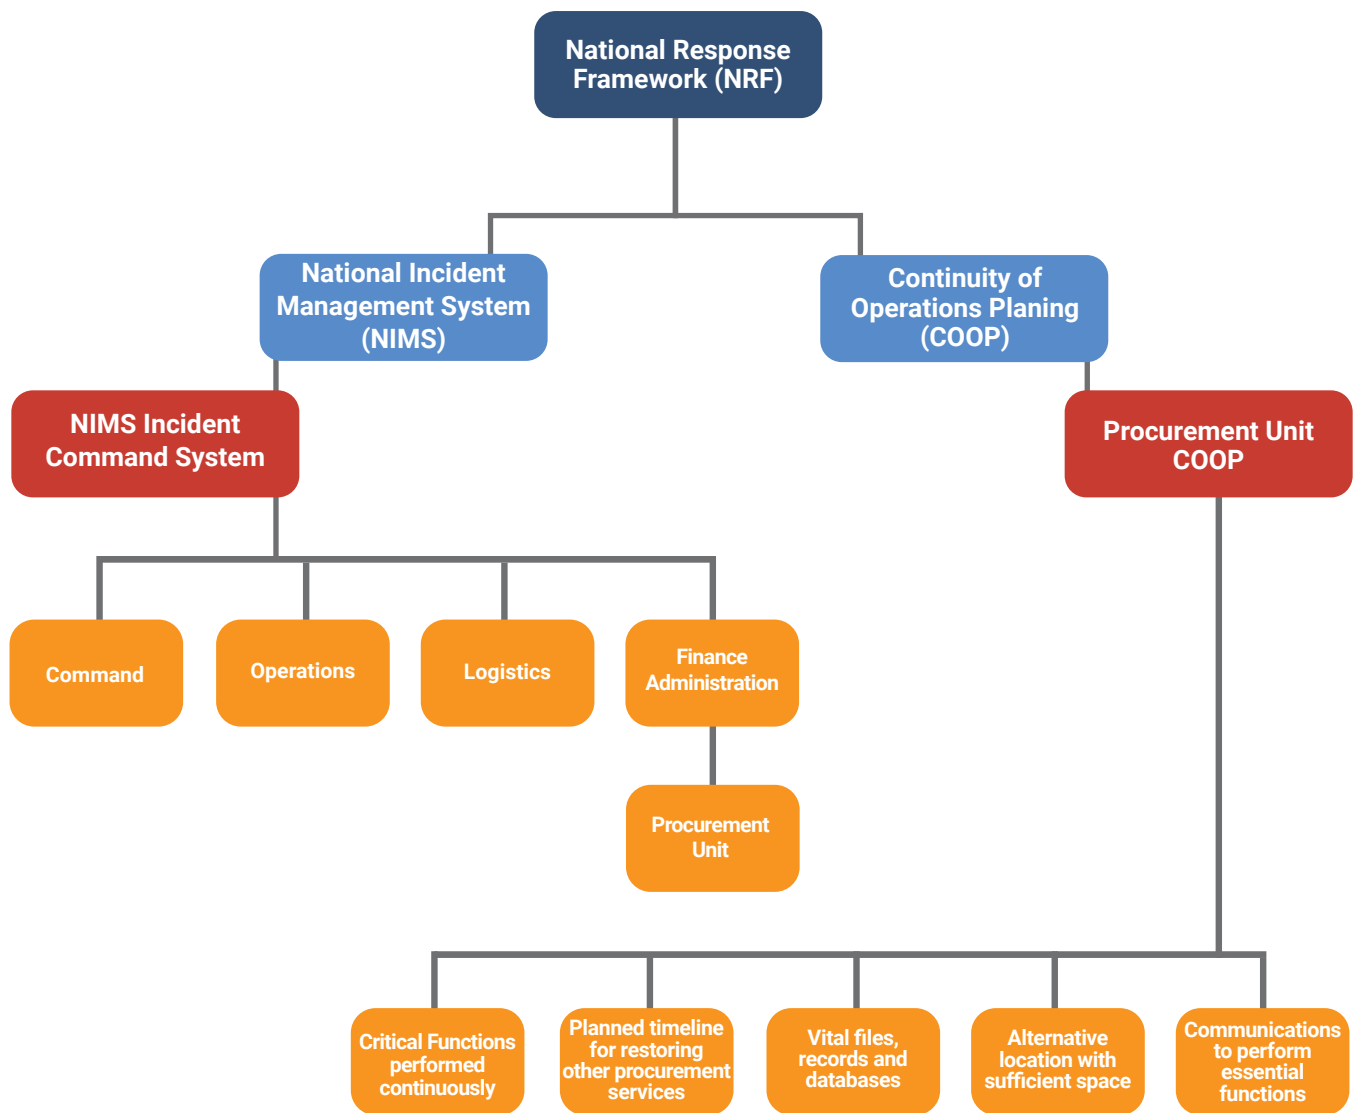 National Response
Framework (NRF)
National Incident
Management System
(NIMS)
Continuity of
Operations Planing
(COOP)
NIMS Incident
Command System
Procurement Unit
COOP
Command
Operations
Logistics
Finance
Administration
Procurement
Unit
Critical Functions
performed
continuously
Planned timeline
for restoring
other procurement
services
Vital files,
records and
databases
Alternative
location with
sufficient space
Communications
to perform
essential
functions